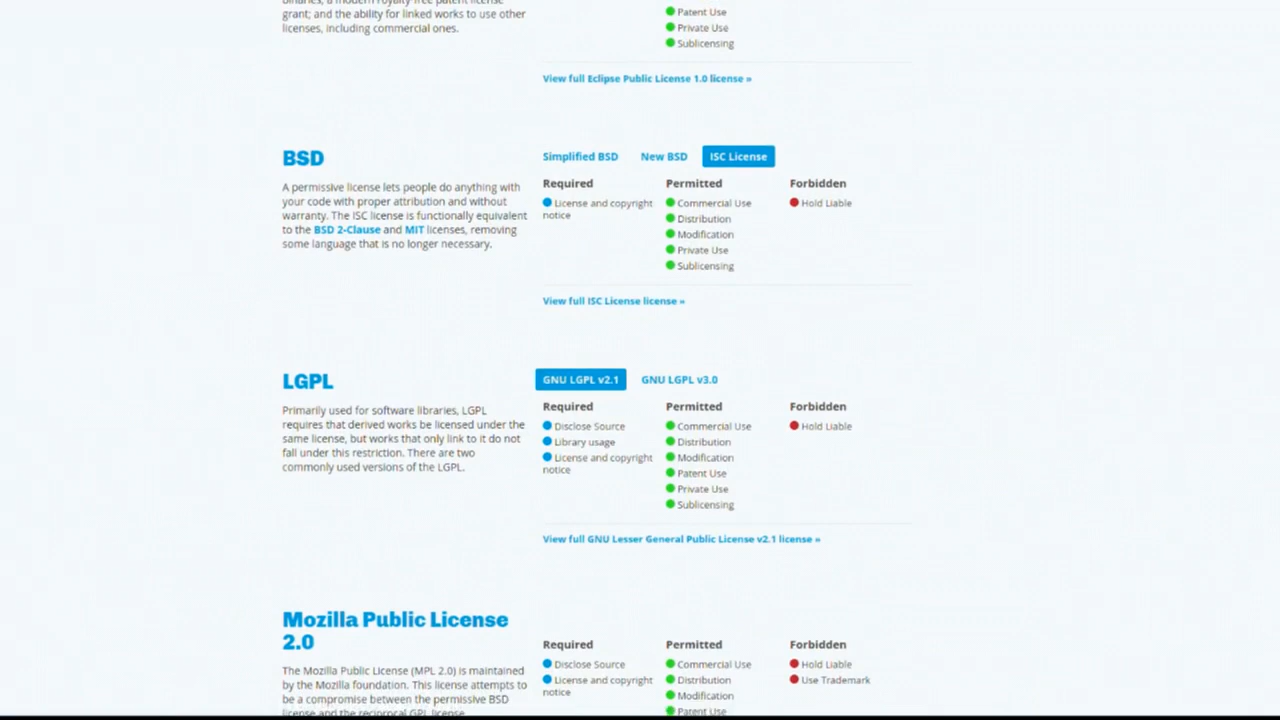 binaries; a modern royalty-free patent license
grant; and the ability for linked works to use other
licenses, including commercial ones.
Patent Use
Private Use
Sublicensing
View full Eclipse Public License 1.0 license »
BSD
A permissive license lets people do anything with
your code with proper attribution and without
warranty. The ISC license is functionally equivalent
to the BSD 2-Clause and MIT licenses, removing
some language that is no longer necessary.
Simplified BSD New BSD ISC License
Required Permitted Forbidden
License and copyright
notice
Commercial Use
Distribution
Modification
Private Use
Sublicensing
Hold Liable
View full ISC License license »
LGPL
Primarily used for software libraries, LGPL
requires that derived works be licensed under the
same license, but works that only link to it do not
fall under this restriction. There are two
commonly used versions of the LGPL.
GNU LGPL v2.1 GNU LGPL v3.0
Required Permitted Forbidden
Disclose Source
Library usage
License and copyright
notice
Commercial Use
Distribution
Modification
Patent Use
Private Use
Sublicensing
Hold Liable
View full GNU Lesser General Public License v2.1 license »
Mozilla Public License
2.0
The Mozilla Public License (MPL 2.0) is maintained
by the Mozilla foundation. This license attempts to
be a compromise between the permissive BSD
license and the reciprocal GPL license.
Required Permitted Forbidden
Disclose Source
License and copyright
notice
Commercial Use
Distribution
Modification
Patent Use
Hold Liable
Use Trademark